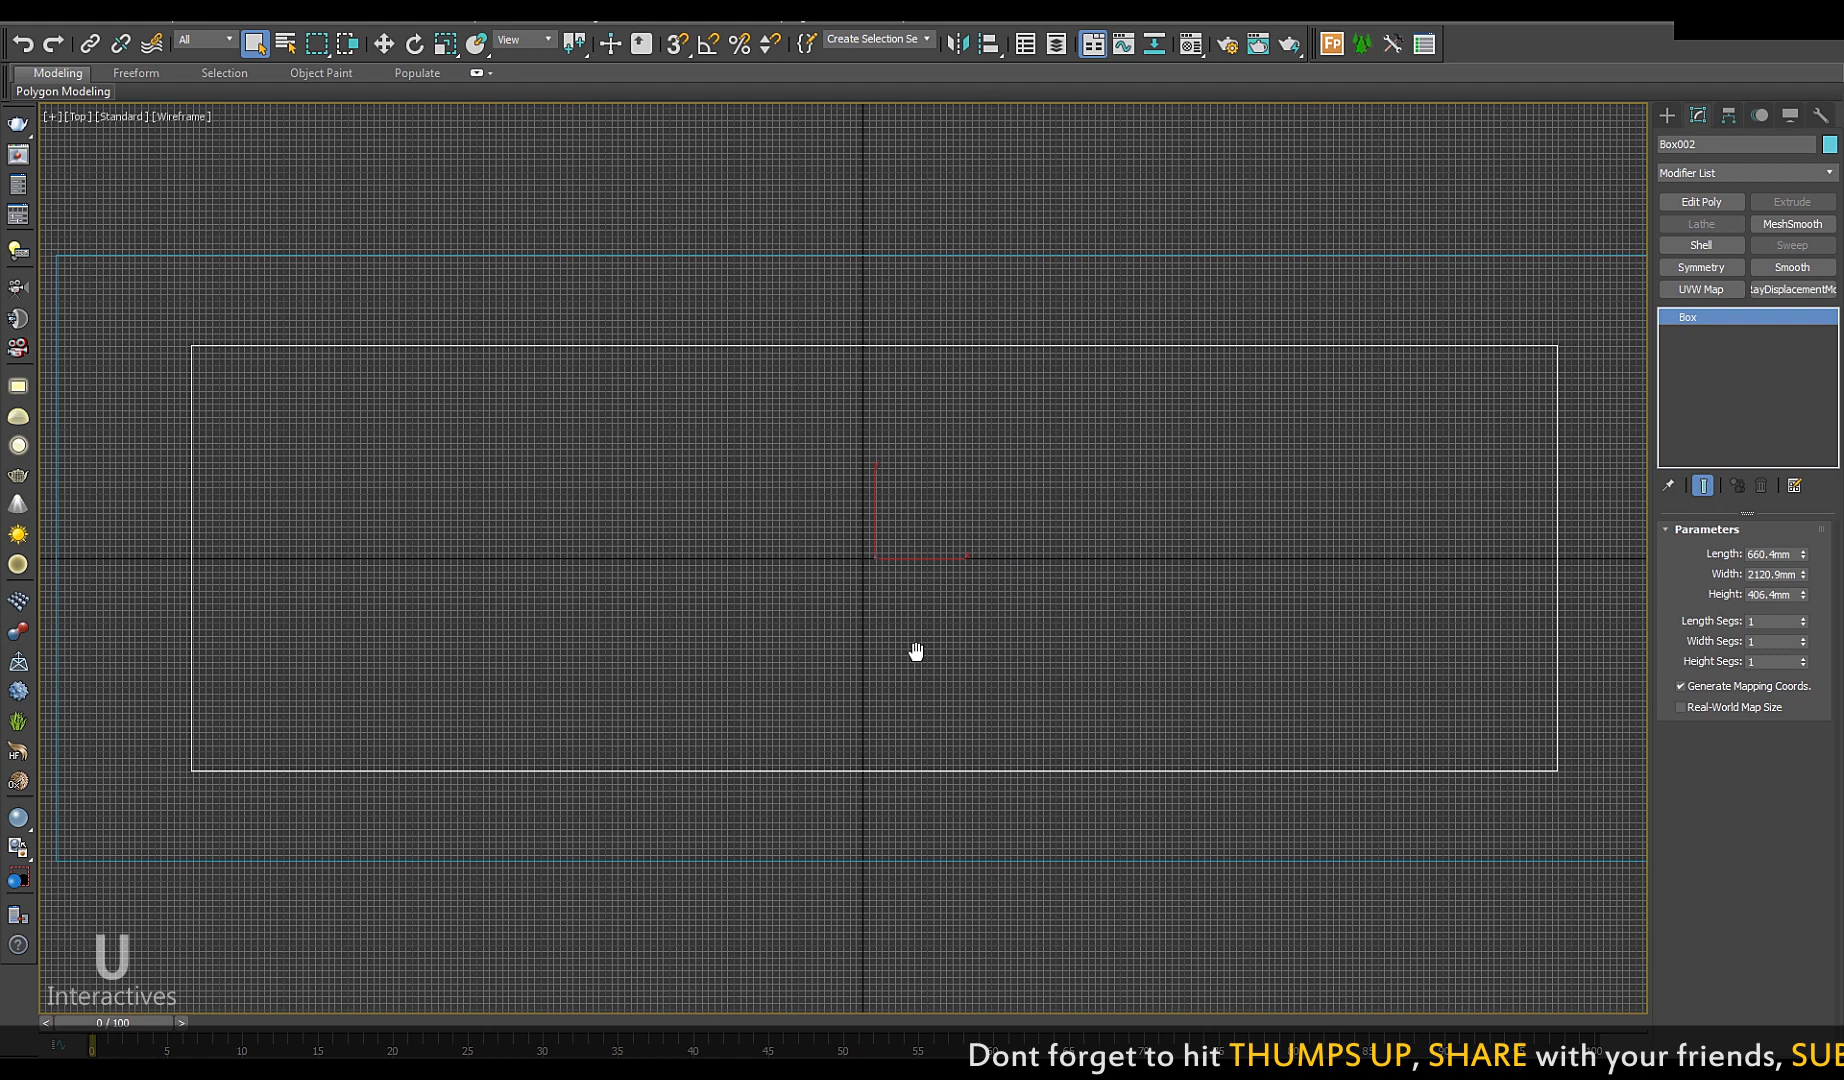 All
View
Create Selection Se
Modeling
Freeform
Selection
Object Paint
Populate
Polygon Modeling
[+] [Top] [Standard] [Wireframe]
Box002
Modifier List
Edit Poly
Extrude
Lathe
MeshSmooth
Shell
Sweep
Symmetry
Smooth
UVW Map
ayDisplacementMo
Box
Parameters
Length: 660.4mm
Width: 2120.9mm
Height: 406.4mm
Length Segs: 1
Width Segs: 1
Height Segs: 1
Generate Mapping Coords.
Real-World Map Size
U
Interactives
< 0 / 100 >
0 5 10 15 20 25 30 35 40 45 50 55
Dont forget to hit THUMPS UP, SHARE with your friends, SUB